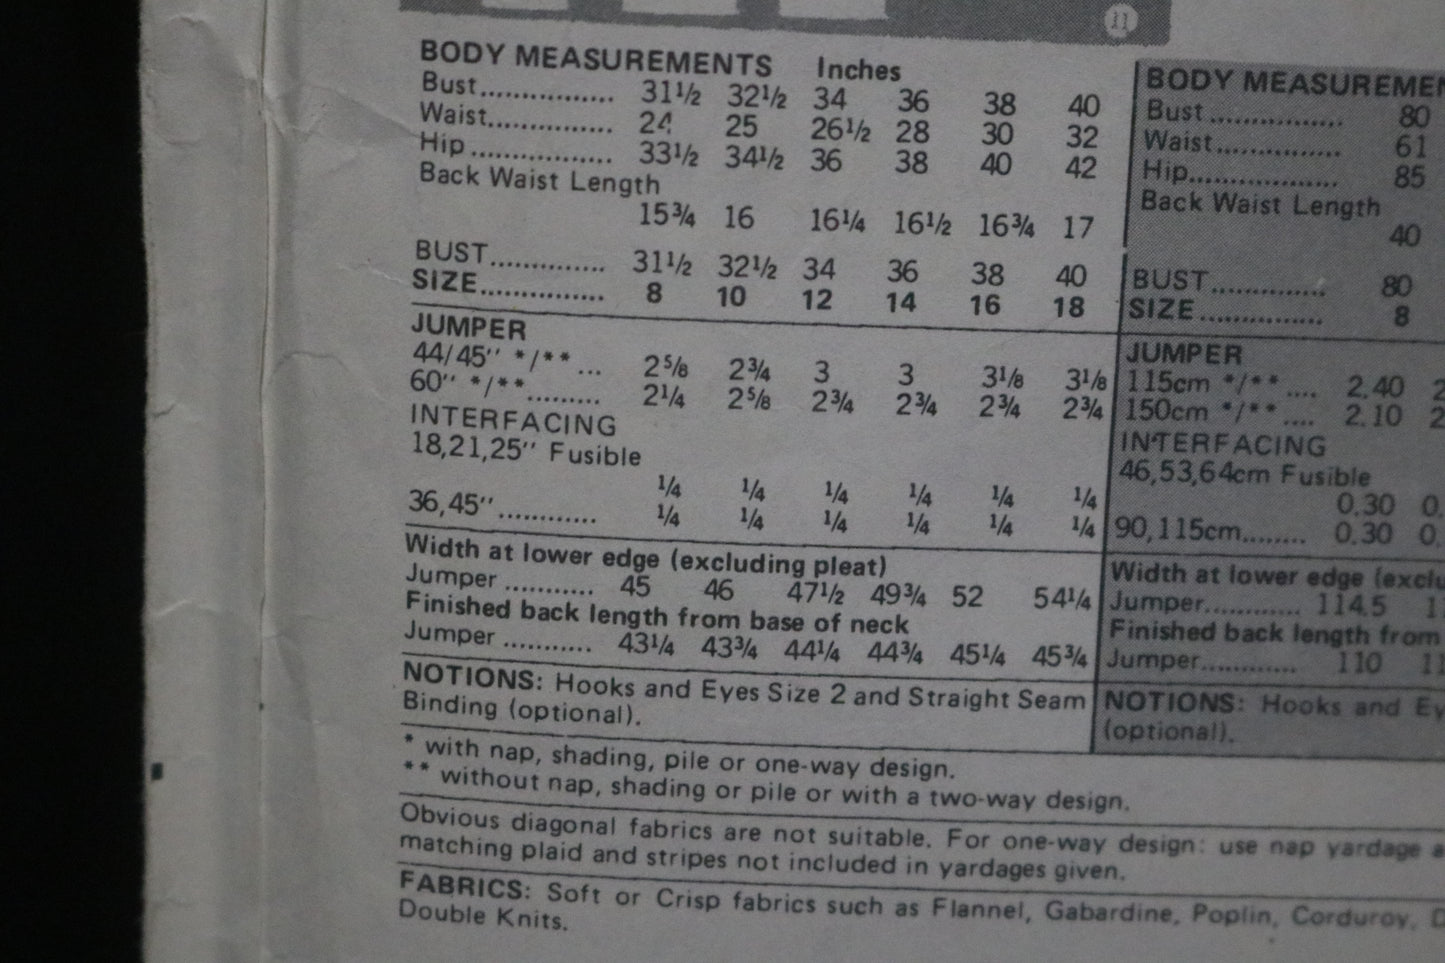 11
BODY MEASUREMENTS Inches
Bust............... 31½ 32½ 34 36 38 40
Waist.............. 24 25 26½ 28 30 32
Hip ................ 33½ 34½ 36 38 40 42
Back Waist Length
15¾ 16 16¼ 16½ 16¾ 17
BUST.............. 31½ 32½ 34 36 38 40
SIZE............... 8 10 12 14 16 18
JUMPER
44/45'' */** ... 2⅝ 2¾ 3 3 3⅛ 3⅛
60'' */**......... 2¼ 2⅝ 2¾ 2¾ 2¾ 2¾
INTERFACING
18,21,25'' Fusible
¼ ¼ ¼ ¼ ¼ ¼
36,45''............ ¼ ¼ ¼ ¼ ¼ ¼
Width at lower edge (excluding pleat)
Jumper ........... 45 46 47½ 49¾ 52 54¼
Finished back length from base of neck
Jumper ........... 43¼ 43¾ 44¼ 44¾ 45¼ 45¾
NOTIONS: Hooks and Eyes Size 2 and Straight Seam
Binding (optional).
BODY MEASUREMEN
Bust ............... 80
Waist.............. 61
Hip................. 85
Back Waist Length
40
BUST.............. 80
SIZE............... 8
JUMPER
115cm */** .... 2.40 2
150cm */** .... 2.10 2
INTERFACING
46,53,64cm Fusible
0.30 0.
90,115cm........ 0.30 0.
Width at lower edge (exclu
Jumper............ 114.5 11
Finished back length from
Jumper............ 110 11
NOTIONS: Hooks and Ey
(optional).
* with nap, shading, pile or one-way design.
** without nap, shading or pile or with a two-way design.
Obvious diagonal fabrics are not suitable. For one-way design: use nap yardage a
matching plaid and stripes not included in yardages given.
FABRICS: Soft or Crisp fabrics such as Flannel, Gabardine, Poplin, Corduroy, D
Double Knits.